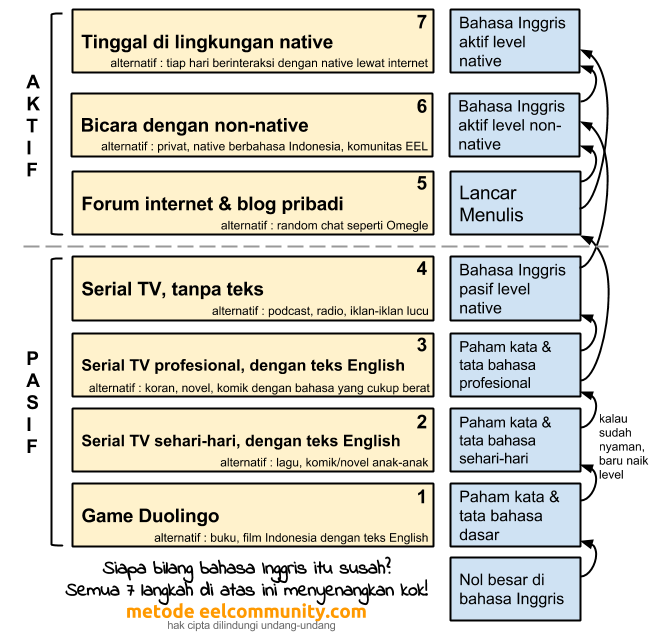 7
Tinggal di lingkungan native
alternatif : tiap hari berinteraksi dengan native lewat internet
Bahasa Inggris
aktif level
native
AKTIF
6
Bicara dengan non-native
alternatif : privat, native berbahasa Indonesia, komunitas EEL
Bahasa Inggris
aktif level non-
native
5
Forum internet & blog pribadi
alternatif : random chat seperti Omegle
Lancar
Menulis
4
Serial TV, tanpa teks
alternatif : podcast, radio, iklan-iklan lucu
Bahasa Inggris
pasif level
native
PASIF
3
Serial TV profesional, dengan teks English
alternatif : koran, novel, komik dengan bahasa yang cukup berat
Paham kata &
tata bahasa
profesional
2
Serial TV sehari-hari, dengan teks English
alternatif : lagu, komik/novel anak-anak
Paham kata &
tata bahasa
sehari-hari
kalau
sudah
nyaman,
baru naik
level
1
Game Duolingo
alternatif : buku, film Indonesia dengan teks English
Paham kata &
tata bahasa
dasar
Nol besar di
bahasa Inggris
Siapa bilang bahasa Inggris itu susah?
Semua 7 langkah di atas ini menyenangkan kok!
metode eelcommunity.com
hak cipta dilindungi undang-undang